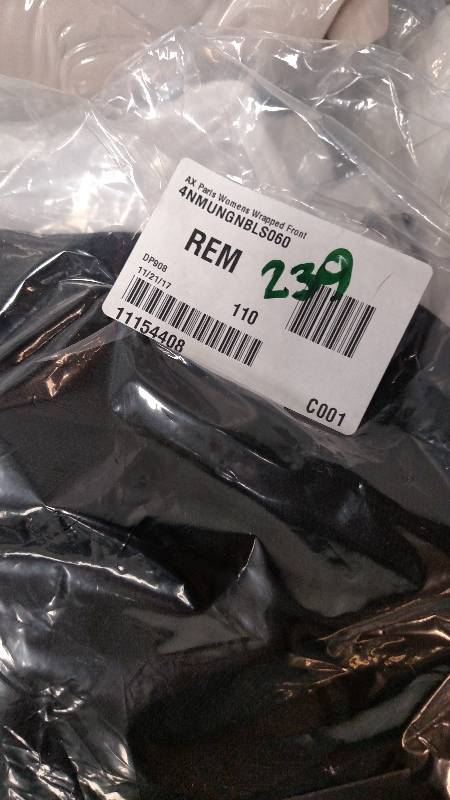 AX Paris Womens Wrapped Front
4NMUNGNBLS060
REM
239
DP908
11/21/17
110
11154408
C001